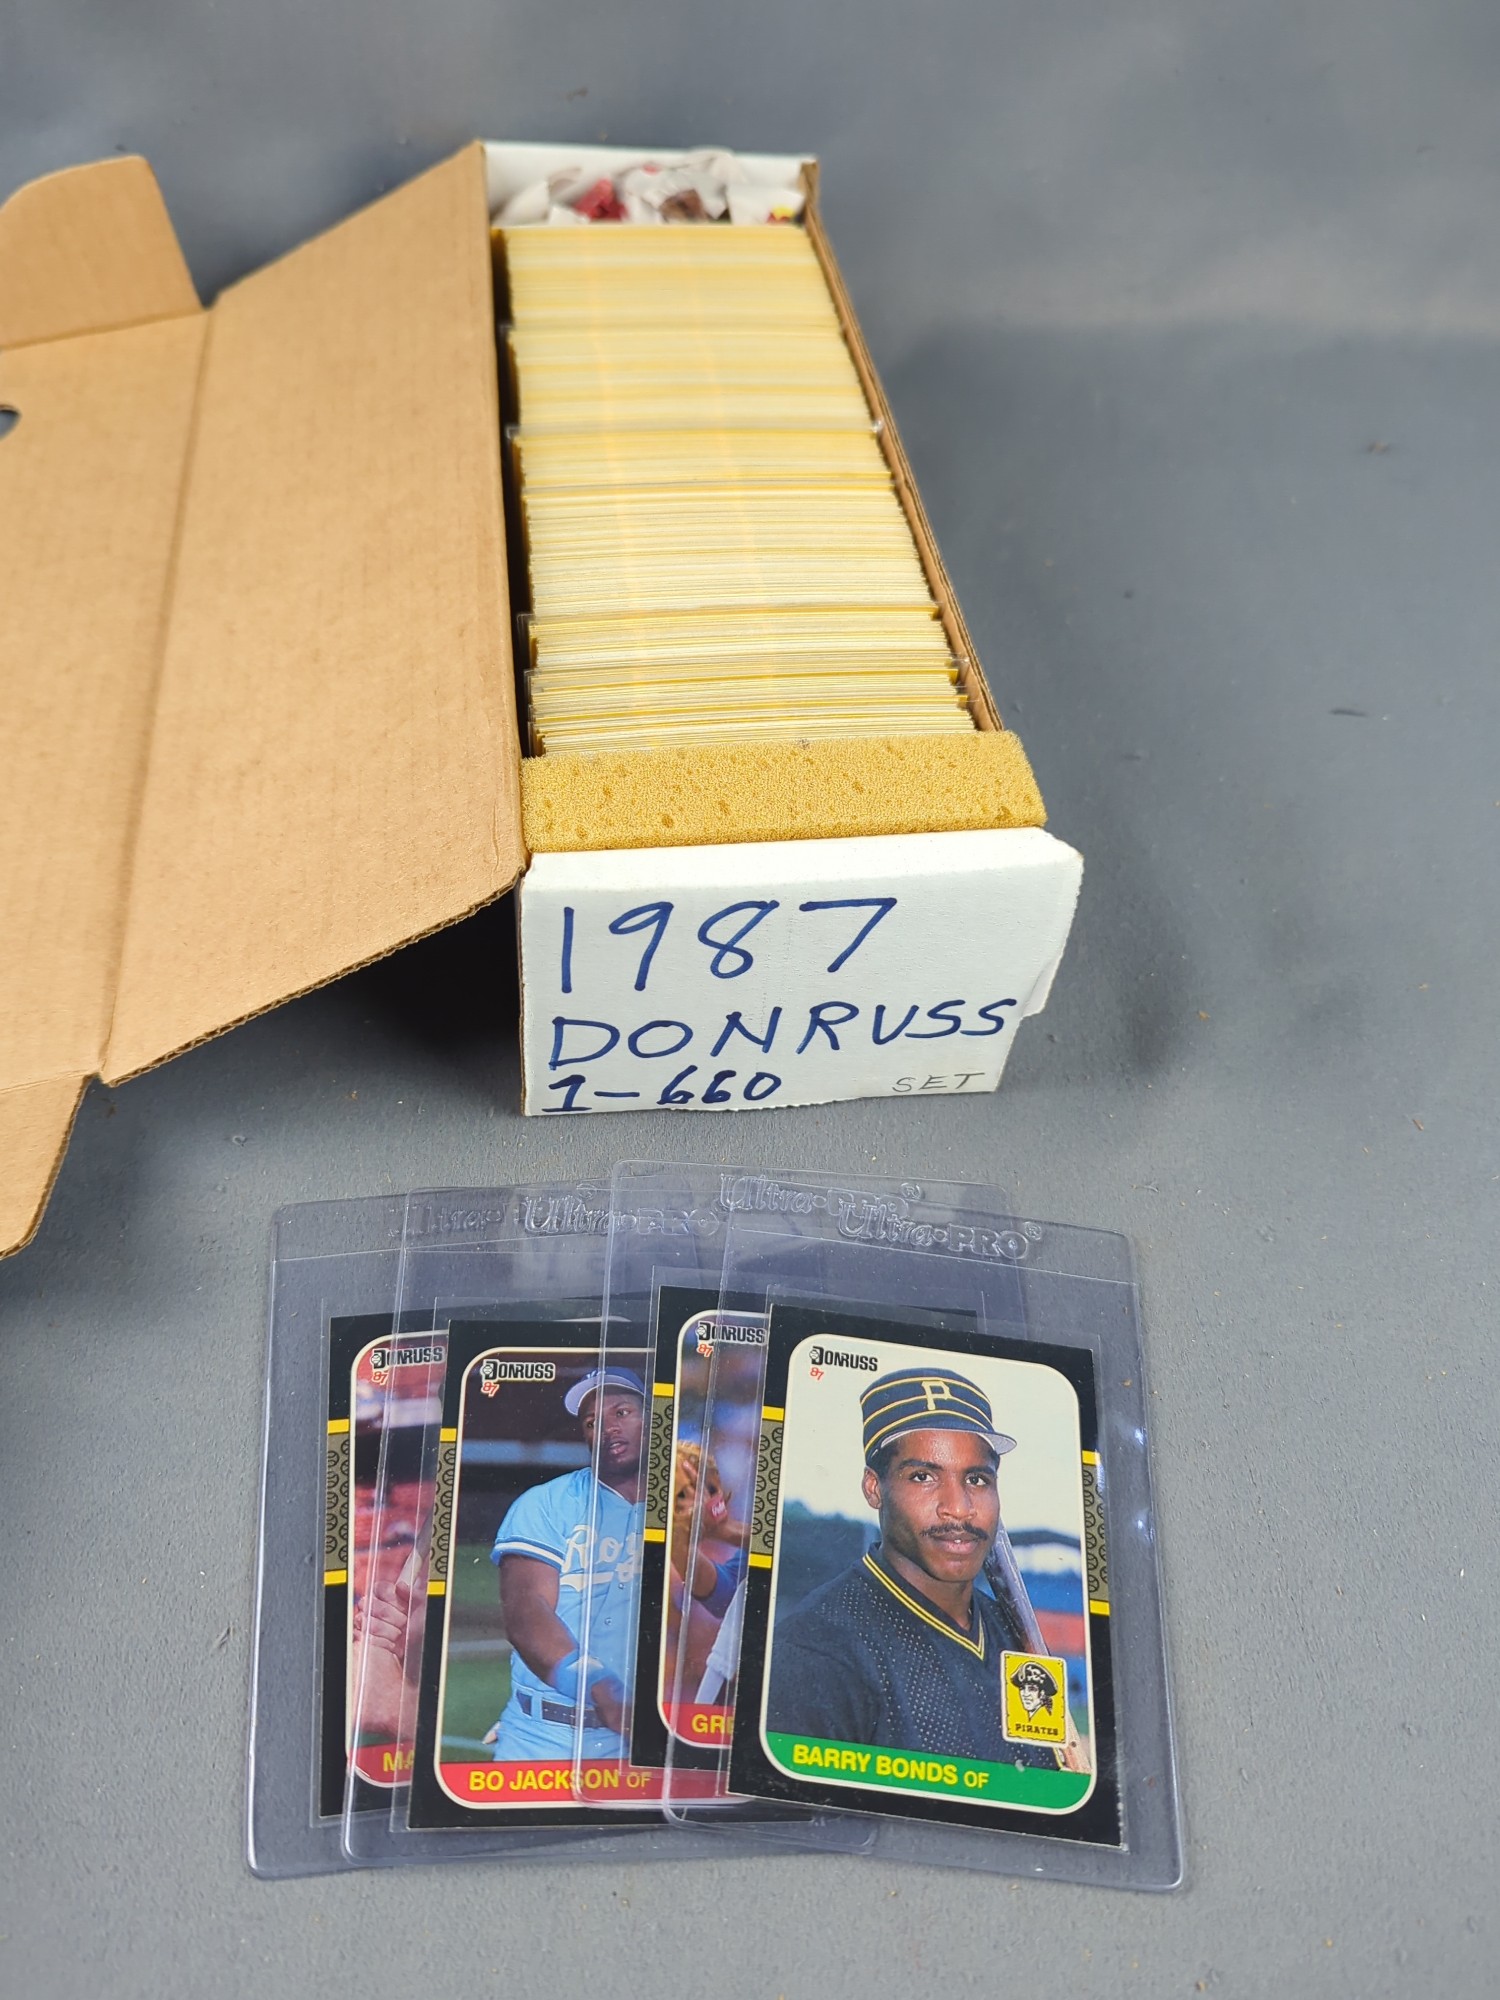 1987
DONRUSS
1-660 SET
Ultra·PRO
Ultra·PRO®
Ultra·PRO®
DONRUSS
87
DONRUSS
87
BO JACKSON OF
DONRUSS
87
GRE
DONRUSS
87
P
PIRATES
BARRY BONDS OF